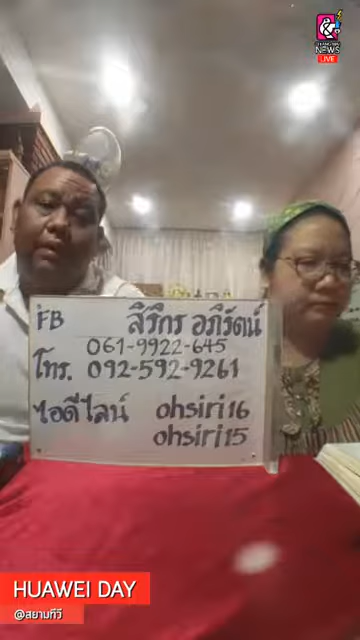 NEWS
LIVE
FB สิริกร อภิรัตน์
061-9922-645
โทร. 092-592-9261
ไอดีไลน์ ohsiri16
ohsiri15
HUAWEI DAY
@สยามทีวี